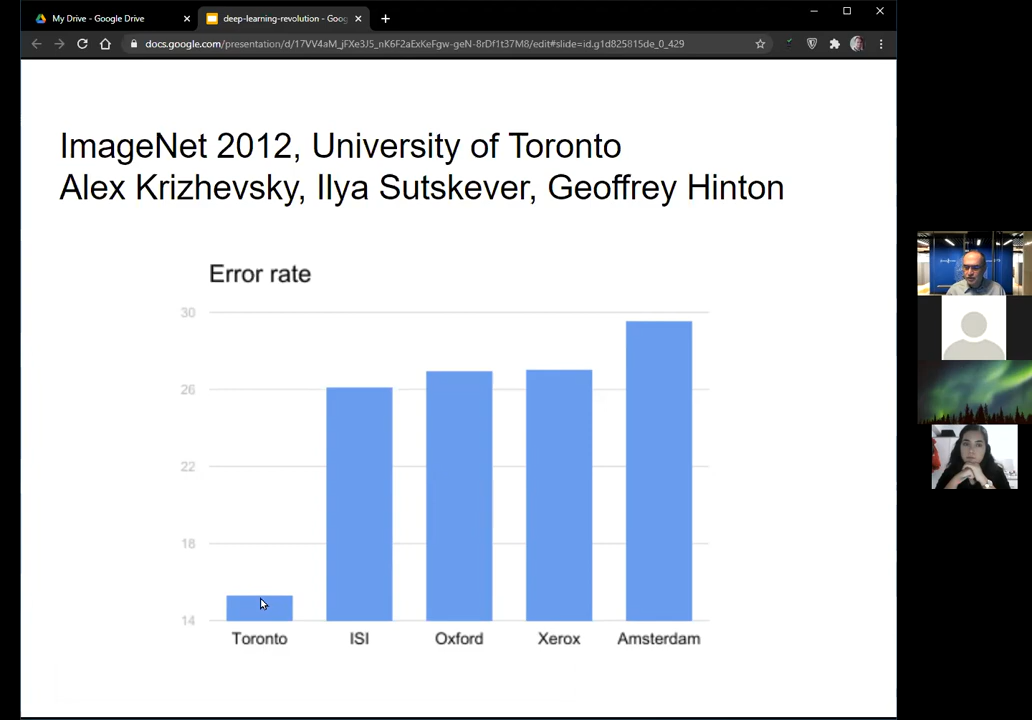 My Drive - Google Drive
deep-learning-revolution - Goog
docs.google.com/presentation/d/17VV4aM_jFXe3J5_nK6F2aExKeFgw-geN-8rDf1t37M8/edit#slide=id.g1d825815de_0_429
ImageNet 2012, University of Toronto
Alex Krizhevsky, Ilya Sutskever, Geoffrey Hinton
Error rate
30
26
22
18
14
Toronto ISI Oxford Xerox Amsterdam